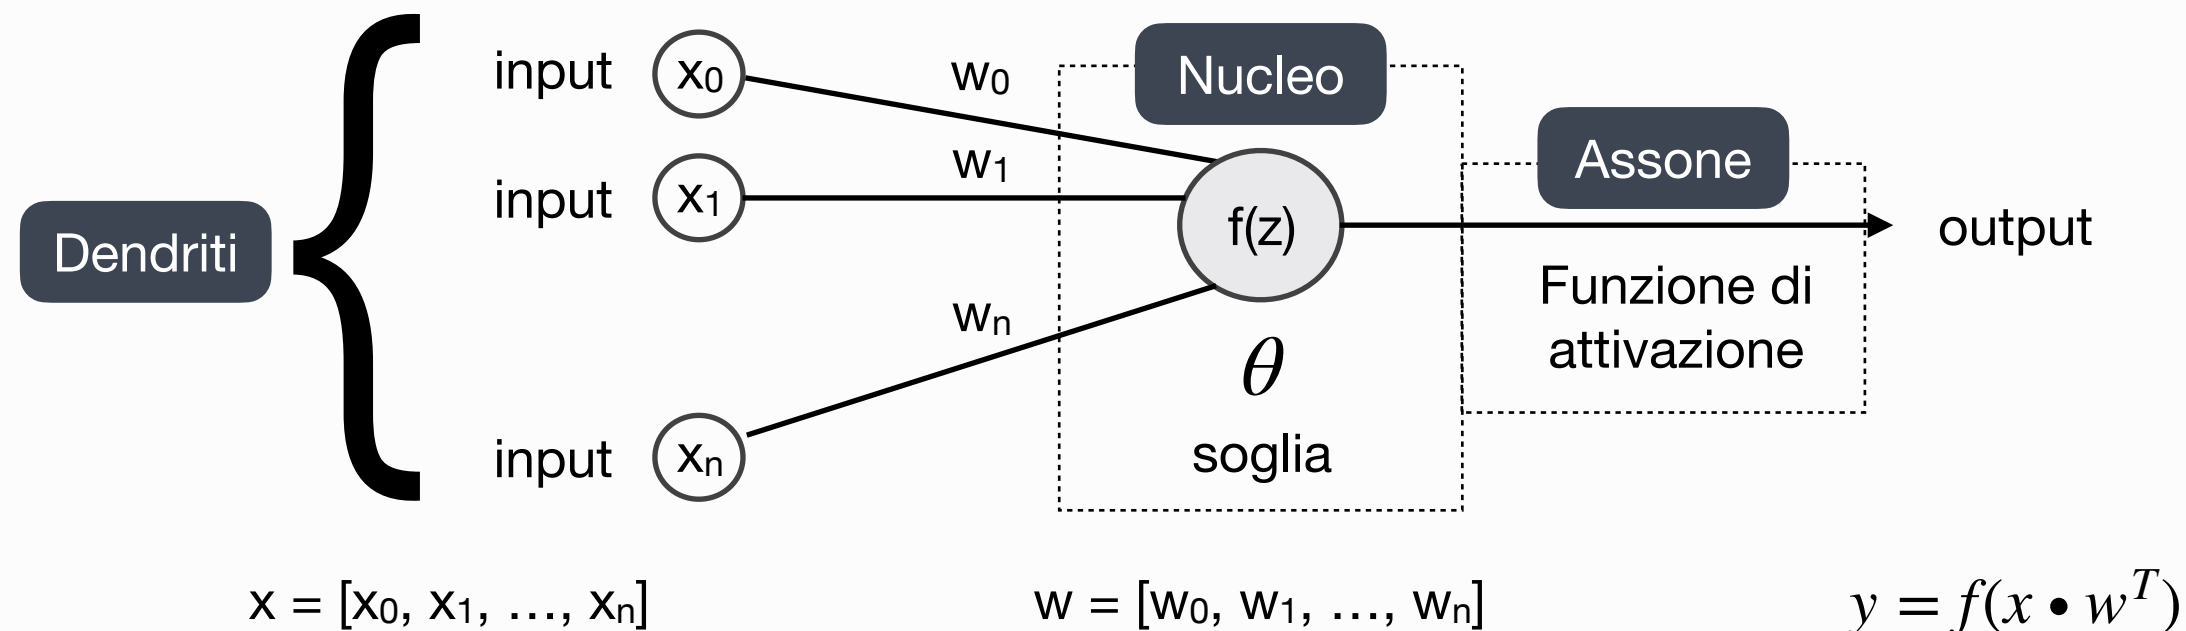 Dendriti
input x₀
input x₁
input xₙ
w₀
w₁
wₙ
Nucleo
f(z)
θ
soglia
Assone
Funzione di
attivazione
output
x = [x₀, x₁, …, xₙ]
w = [w₀, w₁, …, wₙ]
y = f(x • wᵀ)